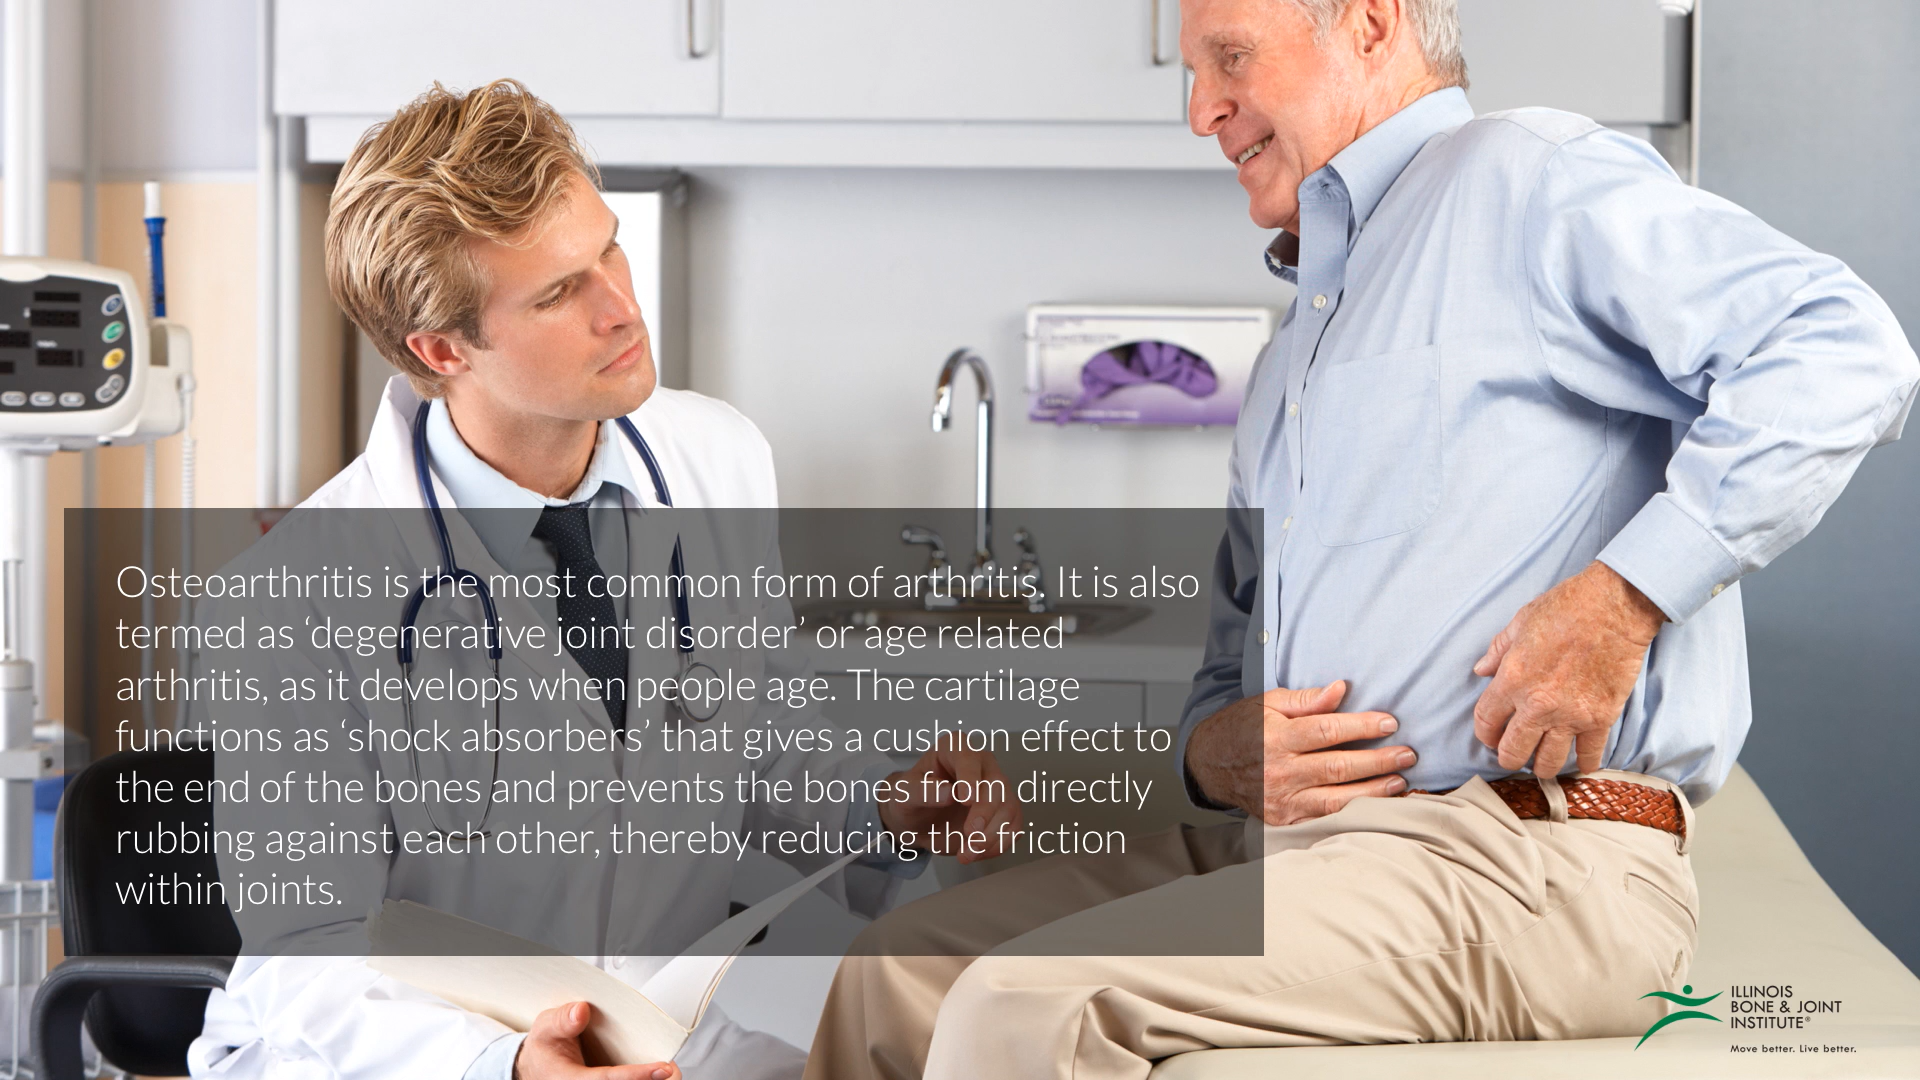 Osteoarthritis is the most common form of arthritis. It is also
termed as ‘degenerative joint disorder’ or age related
arthritis, as it develops when people age. The cartilage
functions as ‘shock absorbers’ that gives a cushion effect to
the end of the bones and prevents the bones from directly
rubbing against each other, thereby reducing the friction
within joints.
ILLINOIS
BONE & JOINT
INSTITUTE®
Move better. Live better.